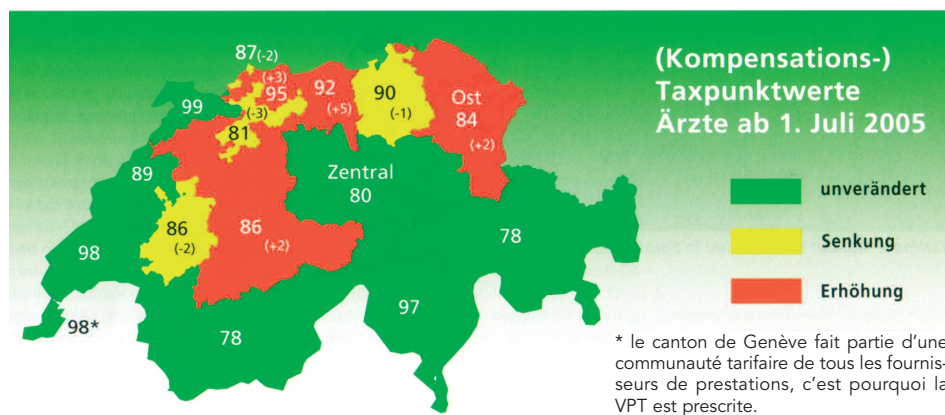 (Kompensations-)
Taxpunktwerte
Ärzte ab 1. Juli 2005
unverändert
Senkung
Erhöhung
87 (-2)
(+3)
95
99
(-3)
81
92
(+5)
90
(-1)
Ost
84
(+2)
Zentral
80
89
86
(-2)
86
(+2)
98
78
98*
78
97
* le canton de Genève fait partie d'une
communauté tarifaire de tous les fournis-
seurs de prestations, c'est pourquoi la
VPT est prescrite.